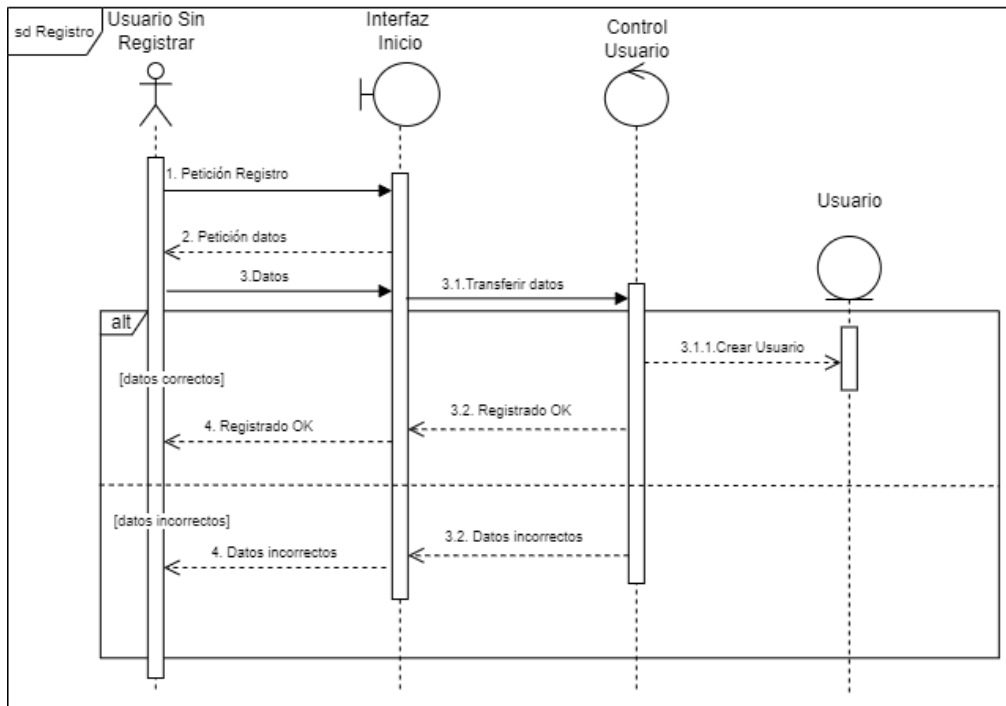 sd Registro
Usuario Sin
Registrar
Interfaz
Inicio
Control
Usuario
Usuario
1. Petición Registro
2. Petición datos
3.Datos
3.1.Transferir datos
alt
3.1.1.Crear Usuario
[datos correctos]
3.2. Registrado OK
4. Registrado OK
[datos incorrectos]
3.2. Datos incorrectos
4. Datos incorrectos